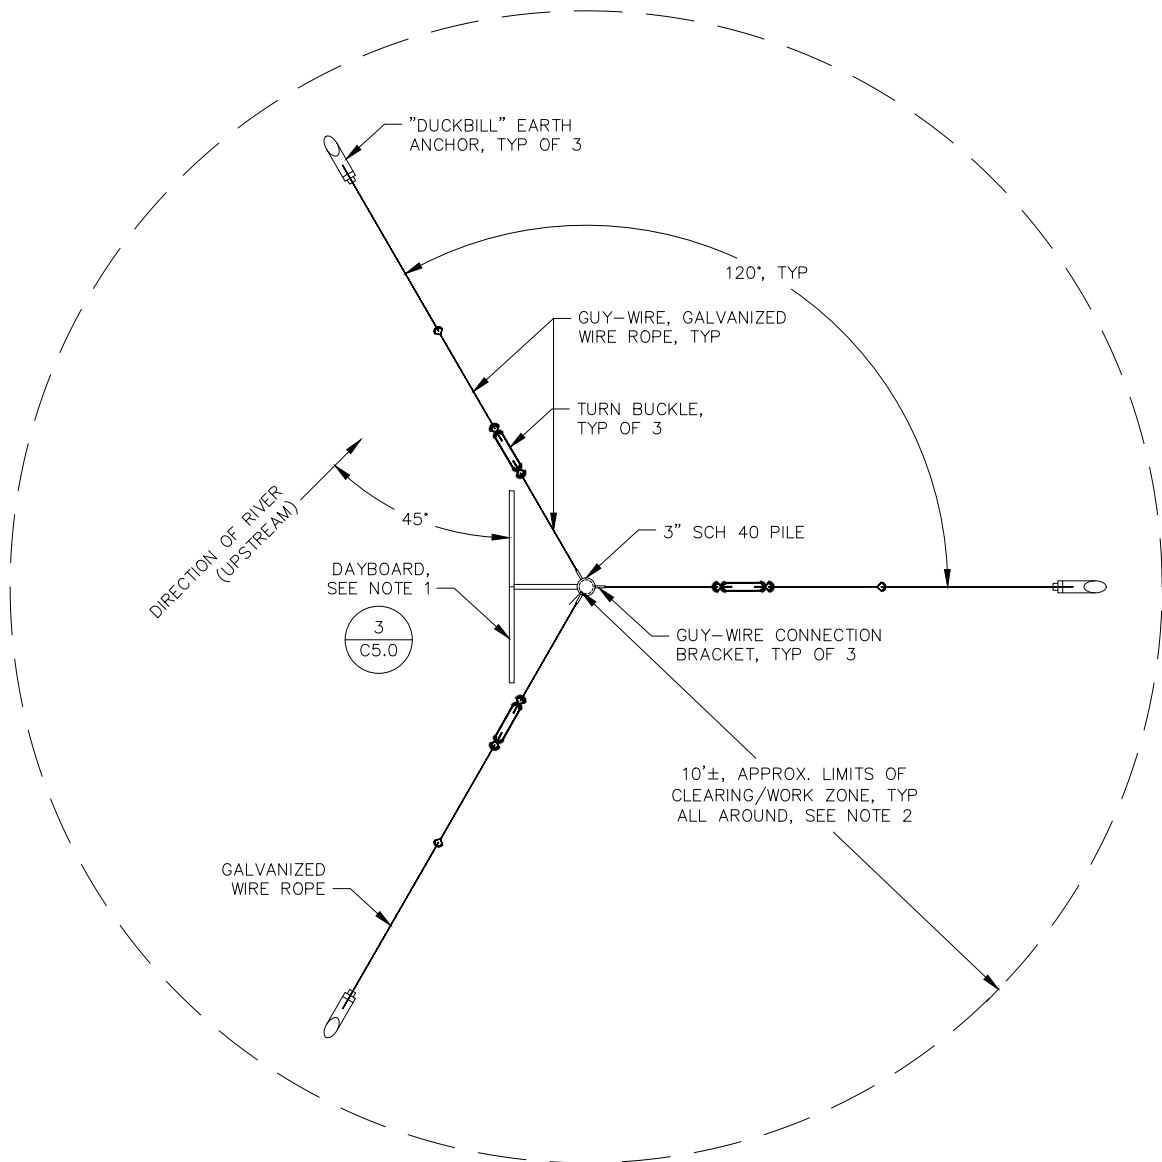 "DUCKBILL" EARTH
ANCHOR, TYP OF 3
120°, TYP
GUY-WIRE, GALVANIZED
WIRE ROPE, TYP
TURN BUCKLE,
TYP OF 3
DIRECTION OF RIVER
(UPSTREAM)
45°
3" SCH 40 PILE
DAYBOARD,
SEE NOTE 1
3
C5.0
GUY-WIRE CONNECTION
BRACKET, TYP OF 3
10'±, APPROX. LIMITS OF
CLEARING/WORK ZONE, TYP
ALL AROUND, SEE NOTE 2
GALVANIZED
WIRE ROPE